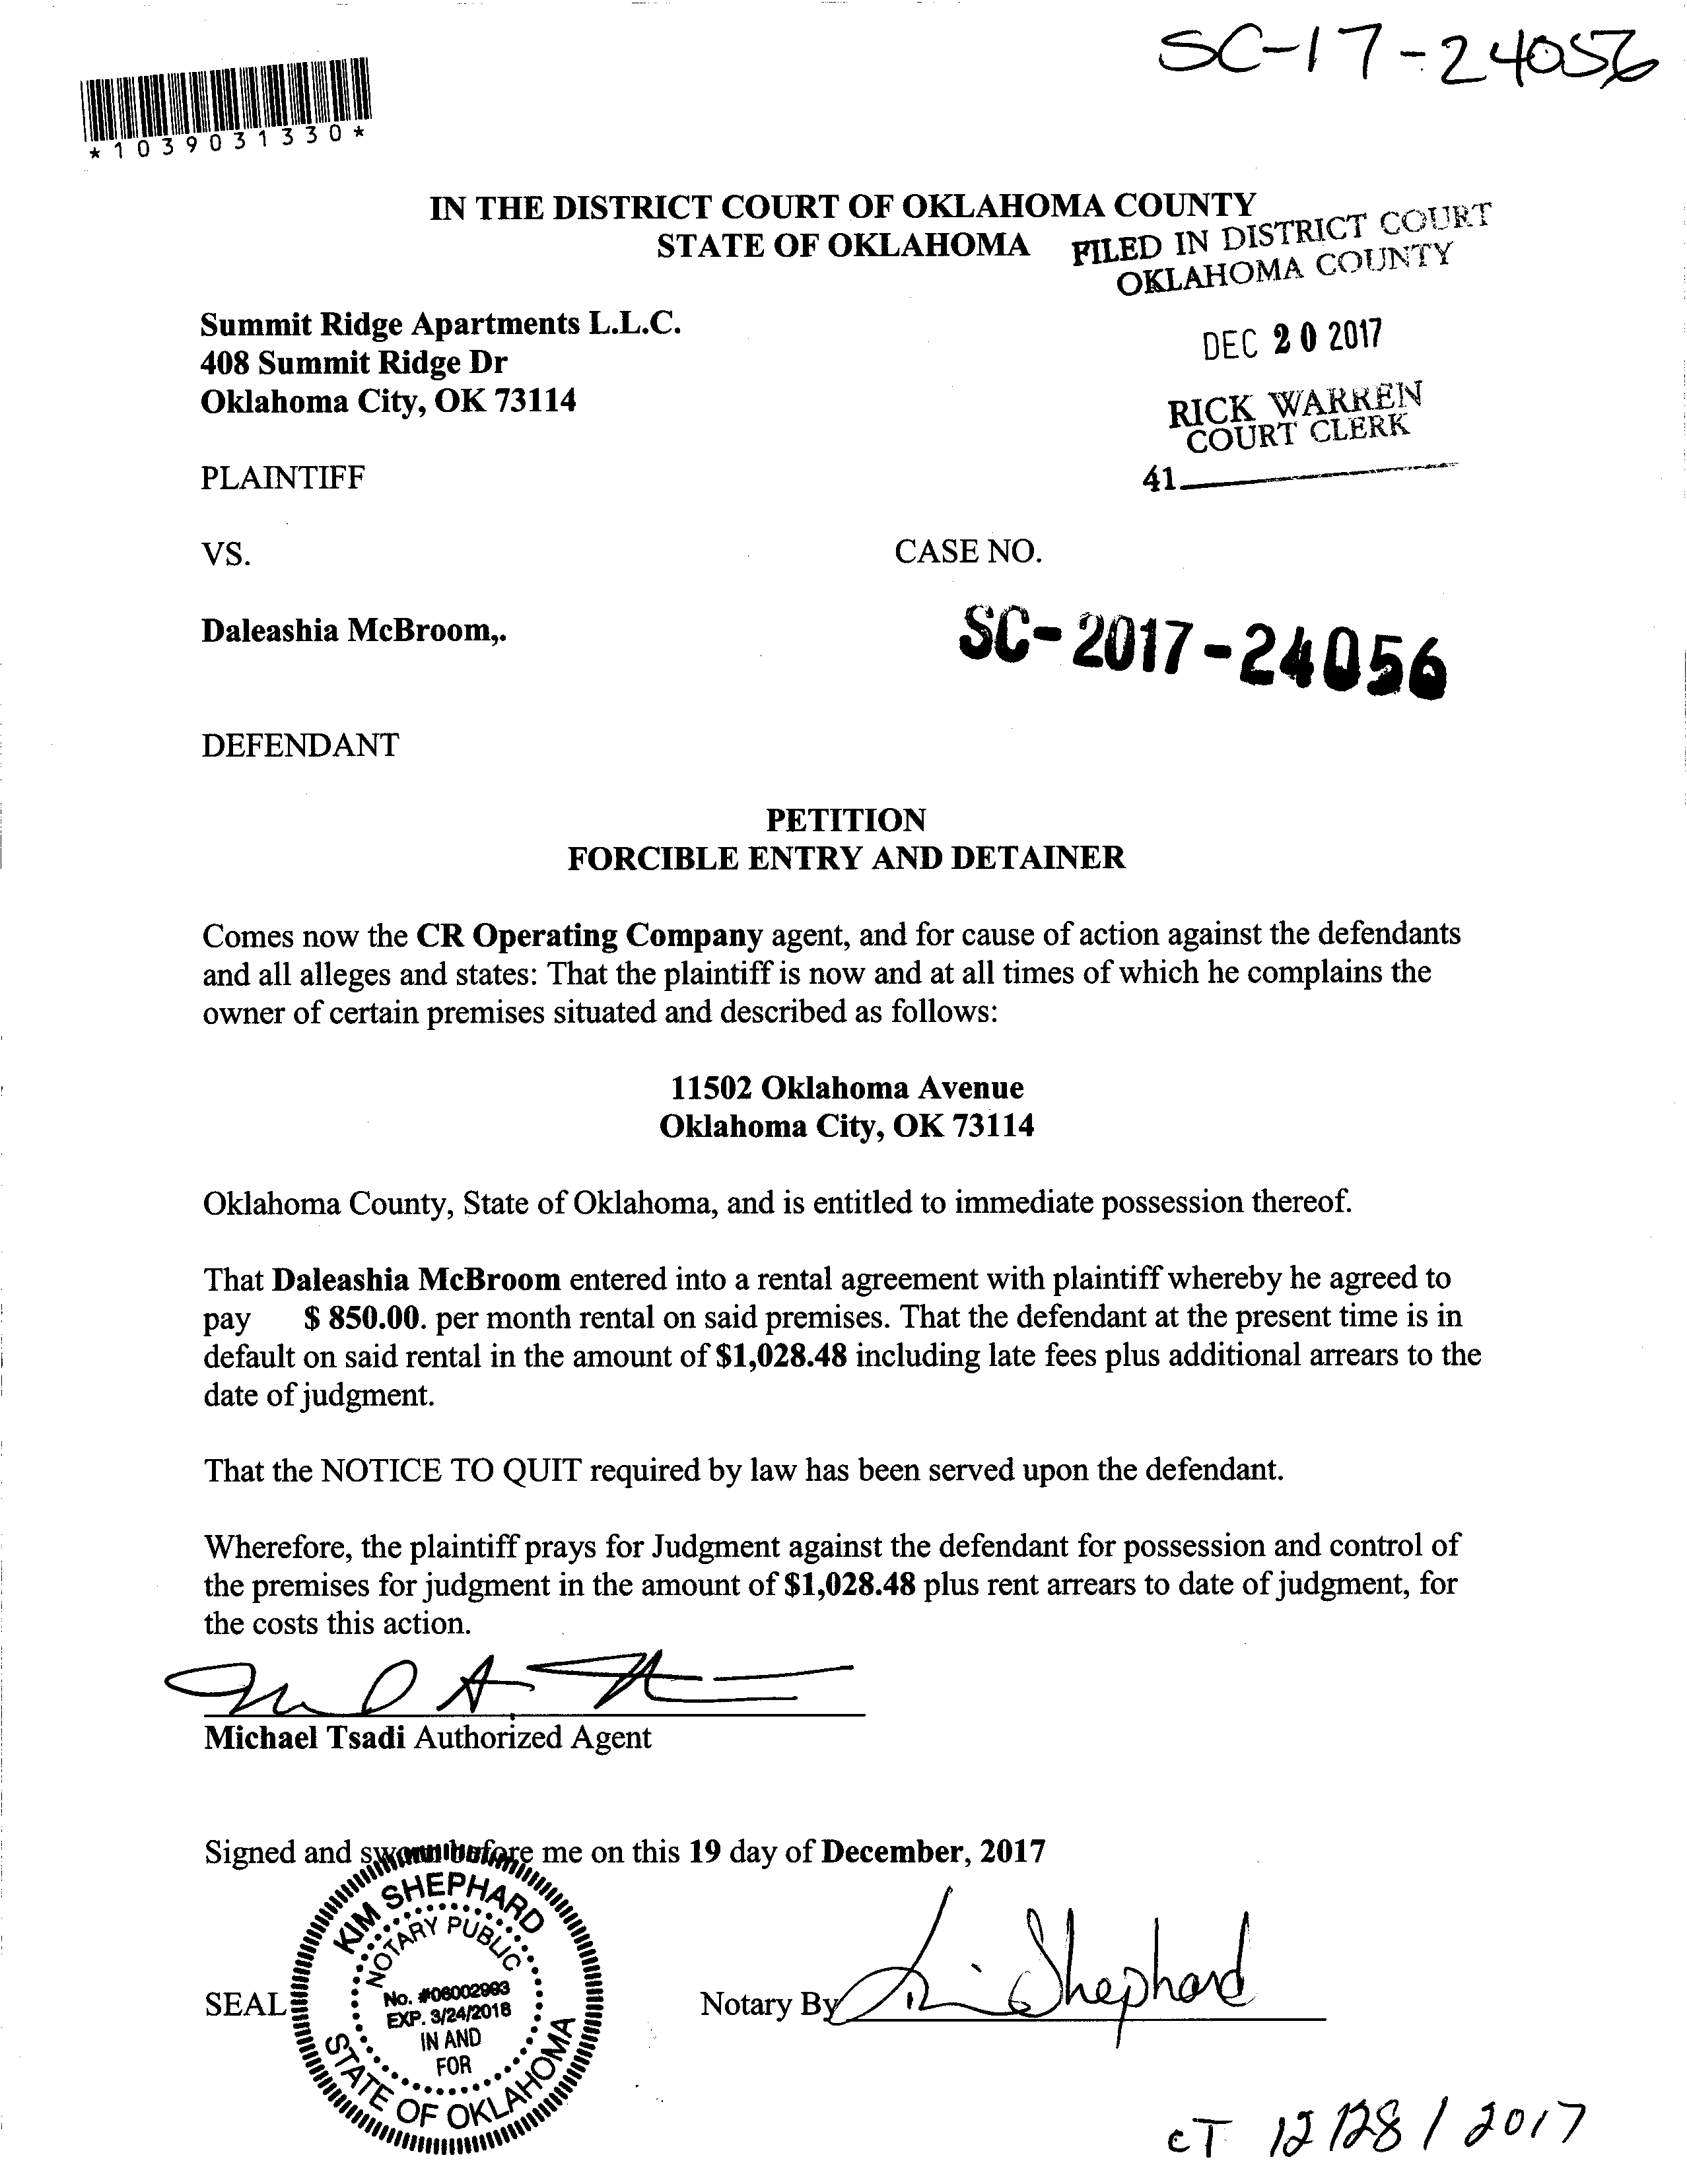 SC-17-24056
*1039031330*
IN THE DISTRICT COURT OF OKLAHOMA COUNTY
STATE OF OKLAHOMA
FILED IN DISTRICT COURT
OKLAHOMA COUNTY
Summit Ridge Apartments L.L.C.
408 Summit Ridge Dr
Oklahoma City, OK 73114
DEC 20 2017
RICK WARREN
COURT CLERK
41
PLAINTIFF
VS.
CASE NO.
Daleashia McBroom,.
SC-2017-24056
DEFENDANT
PETITION
FORCIBLE ENTRY AND DETAINER
Comes now the CR Operating Company agent, and for cause of action against the defendants
and all alleges and states: That the plaintiff is now and at all times of which he complains the
owner of certain premises situated and described as follows:
11502 Oklahoma Avenue
Oklahoma City, OK 73114
Oklahoma County, State of Oklahoma, and is entitled to immediate possession thereof.
That Daleashia McBroom entered into a rental agreement with plaintiff whereby he agreed to
pay $ 850.00. per month rental on said premises. That the defendant at the present time is in
default on said rental in the amount of $1,028.48 including late fees plus additional arrears to the
date of judgment.
That the NOTICE TO QUIT required by law has been served upon the defendant.
Wherefore, the plaintiff prays for Judgment against the defendant for possession and control of
the premises for judgment in the amount of $1,028.48 plus rent arrears to date of judgment, for
the costs this action.
Michael Tsadi Authorized Agent
Signed and sworn before me on this 19 day of December, 2017
KIM SHEPHARD
NOTARY PUBLIC
No. #06002993
EXP. 3/24/2018
IN AND
FOR
STATE OF OKLAHOMA
SEAL
Notary By Kim Shephard
CT 12/28/2017